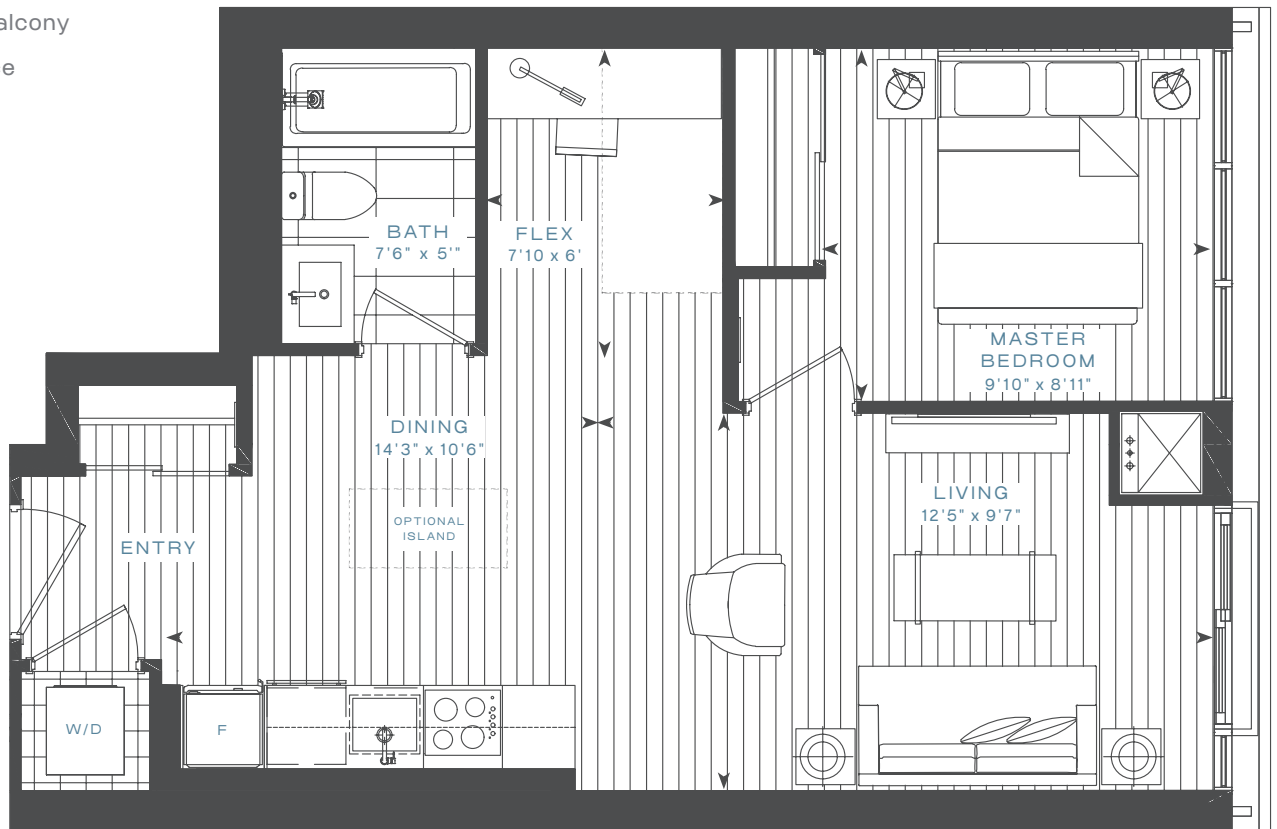 alcony
e
BATH
7'6" x 5'"
FLEX
7'10 x 6'
MASTER
BEDROOM
9'10" x 8'11"
DINING
14'3" x 10'6"
LIVING
12'5" x 9'7"
OPTIONAL
ISLAND
ENTRY
W/D
F